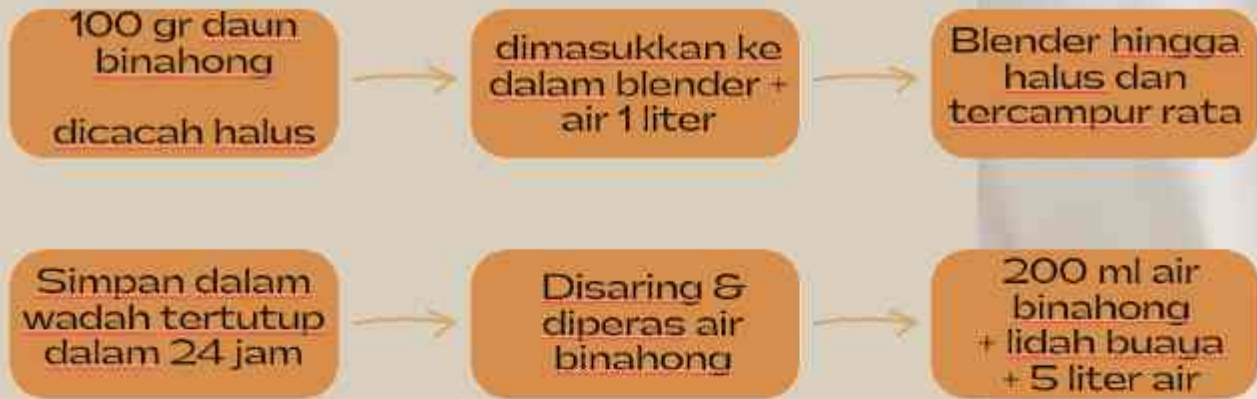 100 gr daun
binahong
dicacah halus
dimasukkan ke
dalam blender +
air 1 liter
Blender hingga
halus dan
tercampur rata
Simpan dalam
wadah tertutup
dalam 24 jam
Disaring &
diperas air
binahong
200 ml air
binahong
+ lidah buaya
+ 5 liter air